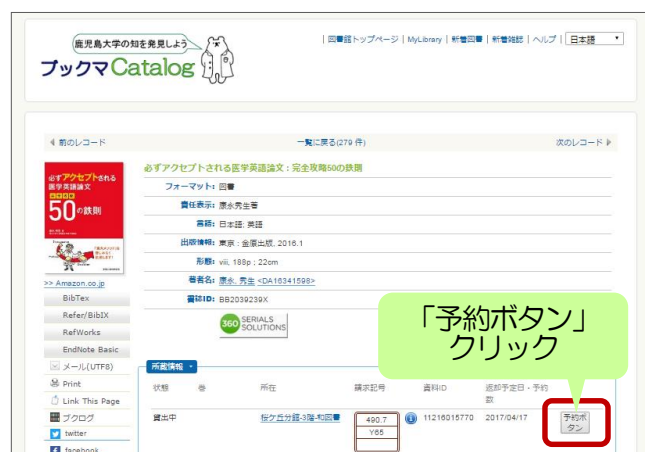 鹿児島大学の知を発見しよう
ブックマCatalog
| 図書館トップページ | MyLibrary | 新着図書 | 新着雑誌 | ヘルプ | 日本語
前のレコード
一覧に戻る(279 件)
次のレコード
必ずアクセプトされる医学英語論文 : 完全攻略50の鉄則
必ずアクセプトされる
医学英語論文
50の鉄則
フォーマット: 図書
責任表示: 康永秀生著
言語: 日本語; 英語
出版情報: 東京 : 金原出版, 2016.1
形態: viii, 188p ; 22cm
著者名: 康永, 秀生 <DA16341598>
書誌ID: BB2039239X
>> Amazon.co.jp
BibTex
Refer/BibIX
RefWorks
EndNote Basic
メール(UTF8)
Print
Link This Page
ブクログ
twitter
facebook
360 SERIALS
SOLUTIONS
「予約ボタン」
クリック
所蔵情報
状態 巻 所在 請求記号 資料ID 返却予定日・予約
数
貸出中 桜ケ丘分館-3階-和図書 490.7 11216015770 2017/04/17 予約ボ
Y65 タン